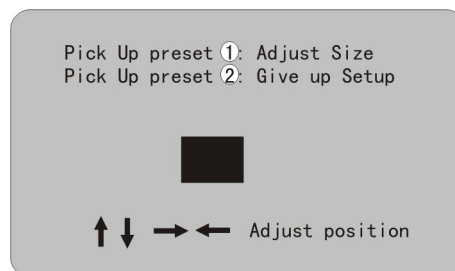 Pick Up preset ①: Adjust Size
Pick Up preset ②: Give up Setup
↑ ↓ → ← Adjust position